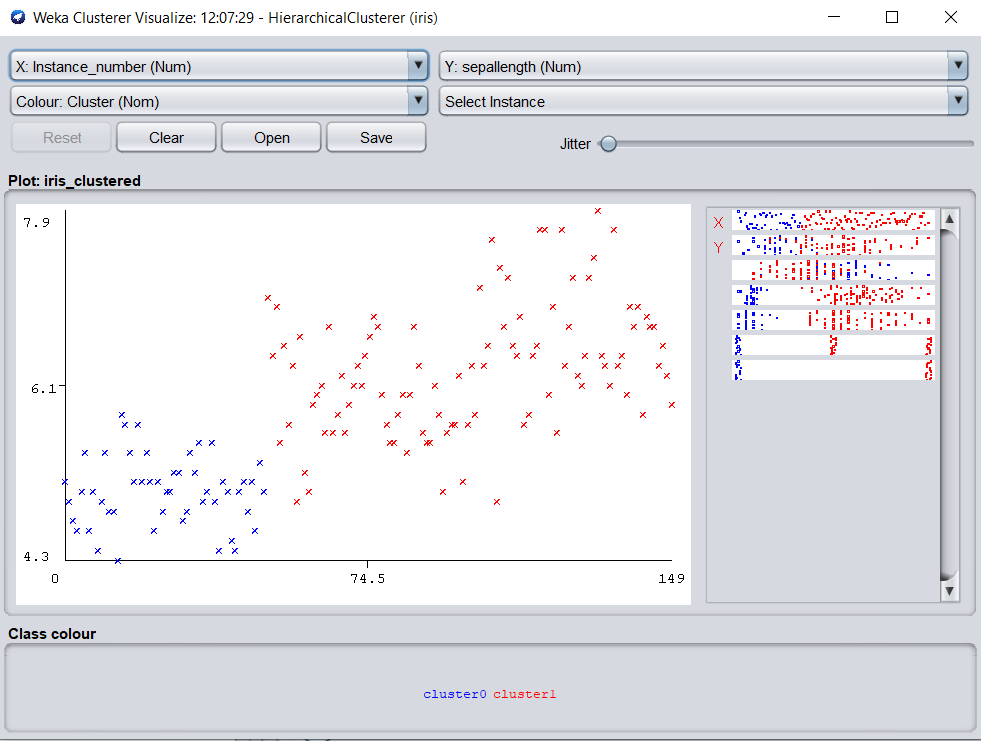 Weka Clusterer Visualize: 12:07:29 - HierarchicalClusterer (iris)
X: Instance_number (Num) Y: sepallength (Num)
Colour: Cluster (Nom) Select Instance
Reset Clear Open Save Jitter
Plot: iris_clustered
7.9
6.1
4.3
0 74.5 149
X
Y
Class colour
cluster0 cluster1